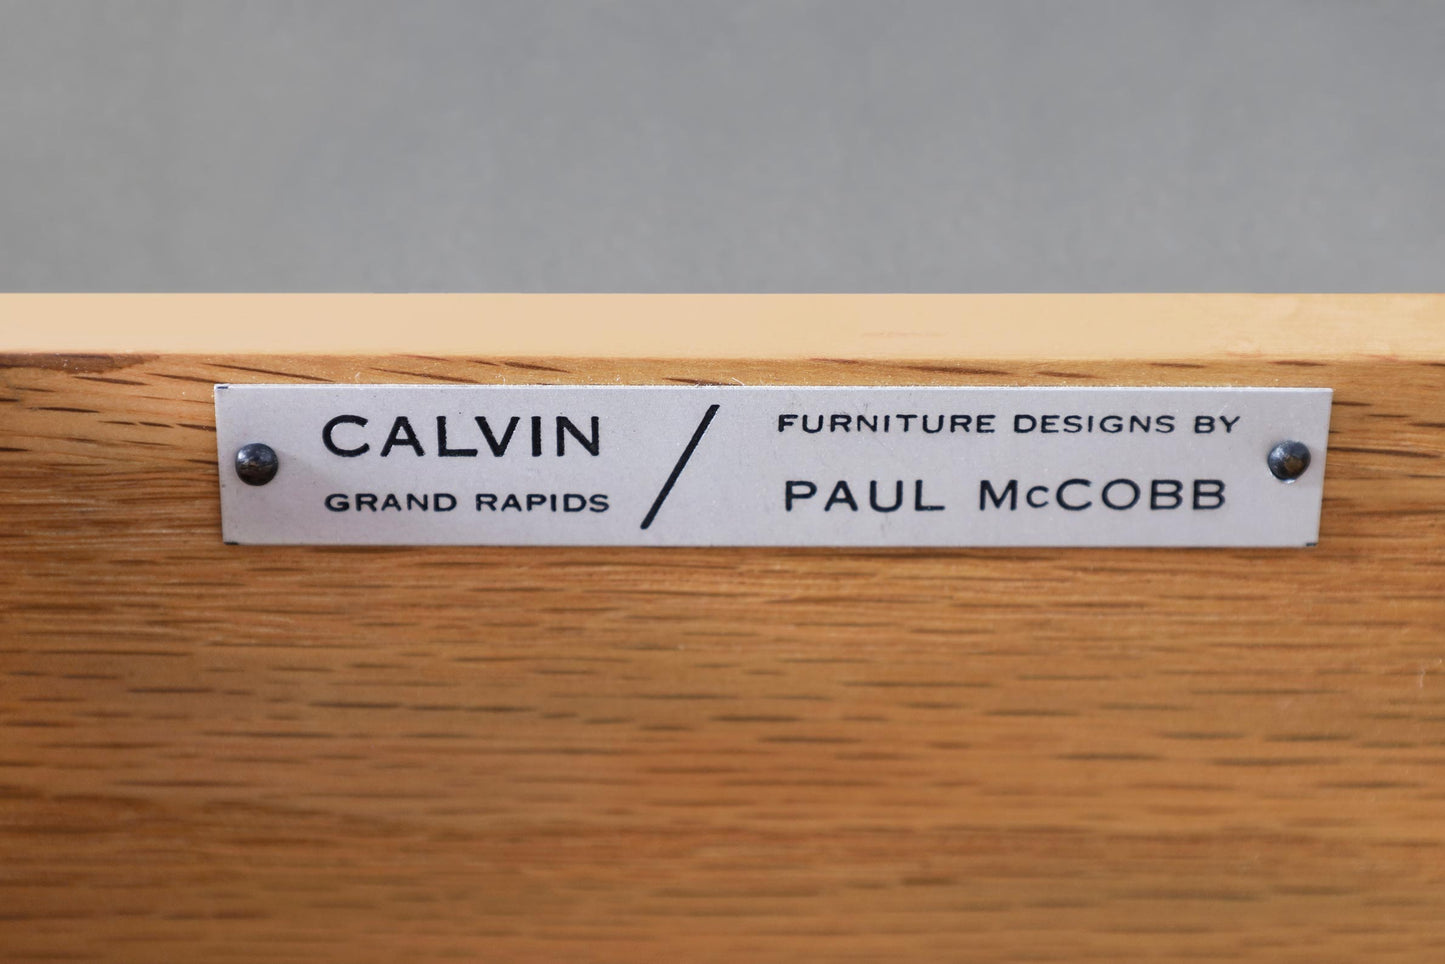 CALVIN
GRAND RAPIDS
/
FURNITURE DESIGNS BY
PAUL McCOBB